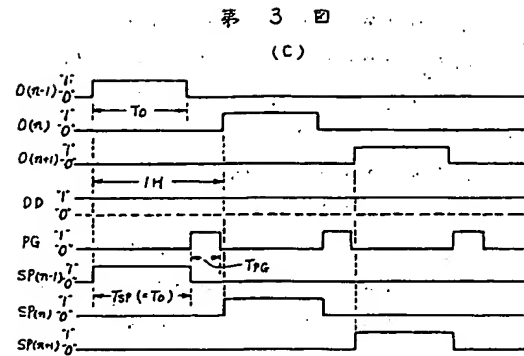 第 3 図
(C)
O(n-1) "1" "0"
T0
O(n) "1" "0"
O(n+1) "1" "0"
1H
DD "1" "0"
PG "1" "0"
TPG
SP(n-1) "1" "0"
TSP(=T0)
SP(n) "1" "0"
SP(n+1) "1" "0"